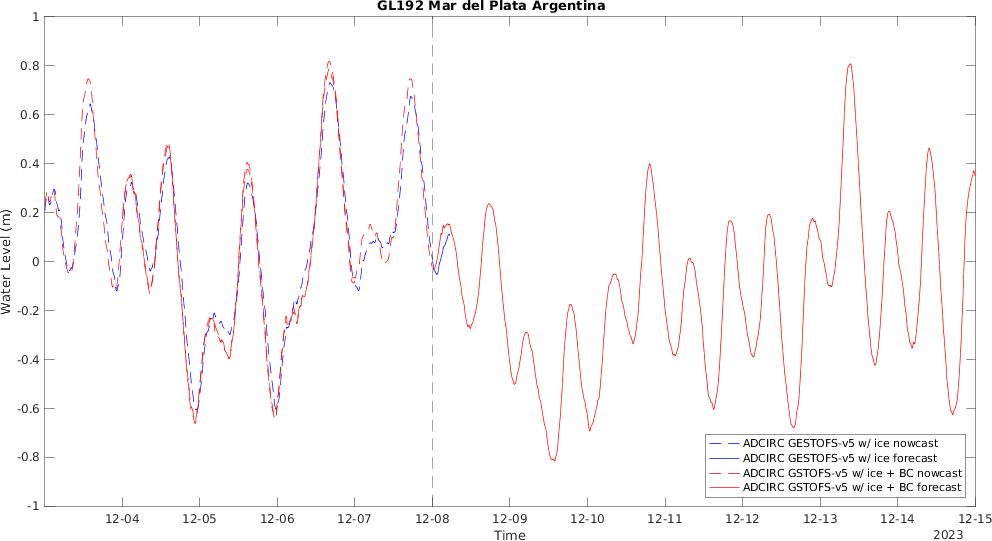 GL192 Mar del Plata Argentina
Water Level (m)
1
0.8
0.6
0.4
0.2
0
-0.2
-0.4
-0.6
-0.8
-1
ADCIRC GESTOFS-v5 w/ ice nowcast
ADCIRC GESTOFS-v5 w/ ice forecast
ADCIRC GSTOFS-v5 w/ ice + BC nowcast
ADCIRC GSTOFS-v5 w/ ice + BC forecast
12-04 12-05 12-06 12-07 12-08 12-09 12-10 12-11 12-12 12-13 12-14 12-15
Time
2023